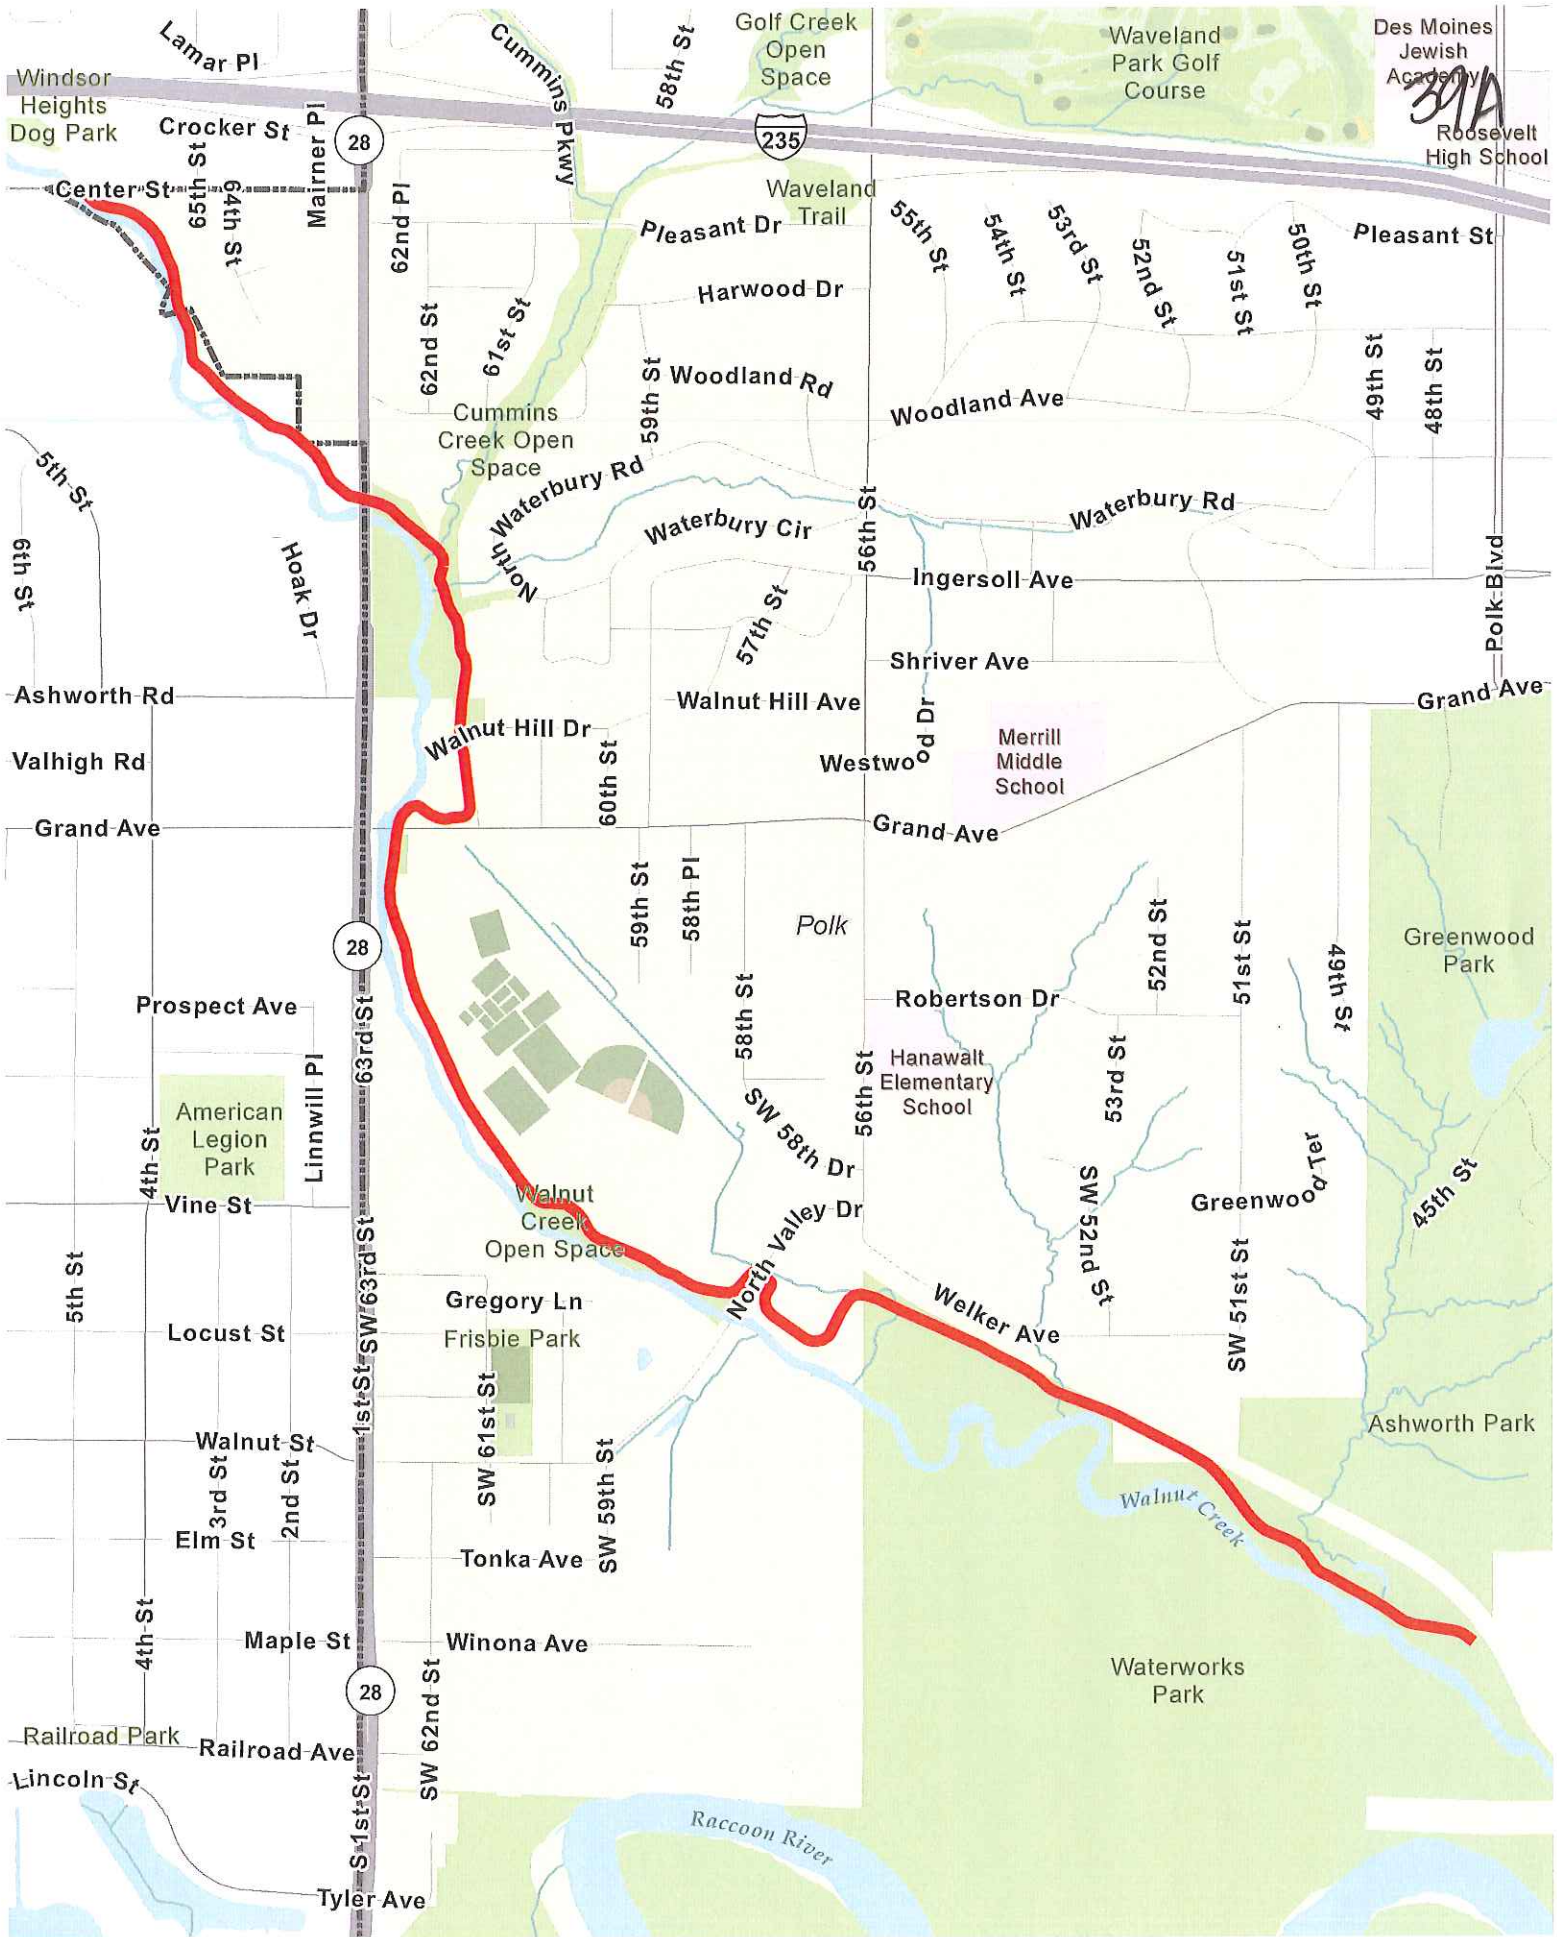 Lamar Pl
Cummins Pkwy
58th St
Golf Creek
Open
Space
Waveland
Park Golf
Course
Des Moines
Jewish
Academy
39A
Roosevelt
High School
Windsor
Heights
Dog Park
Crocker St
65th St
64th St
Mairner Pl
28
235
Center St
62nd Pl
Waveland
Trail
Pleasant Dr
55th St
54th St
53rd St
52nd St
51st St
50th St
Pleasant St
Harwood Dr
62nd St
61st St
59th St
Woodland Rd
Woodland Ave
49th St
48th St
Cummins
Creek Open
Space
5th St
6th St
Hoak Dr
North Waterbury Rd
Waterbury Cir
56th St
Waterbury Rd
Ingersoll Ave
Polk Blvd
57th St
Shriver Ave
Ashworth Rd
Walnut Hill Ave
Grand Ave
Walnut Hill Dr
Valhigh Rd
60th St
Westwood Dr
Merrill
Middle
School
Grand Ave
Grand Ave
59th St
58th Pl
Polk
52nd St
51st St
49th St
Greenwood
Park
28
58th St
Robertson Dr
Prospect Ave
63rd St
Linnwill Pl
56th St
Hanawalt
Elementary
School
53rd St
American
Legion
Park
4th St
SW 58th Dr
Greenwood Ter
45th St
Vine St
Walnut
Creek
Open Space
North Valley Dr
SW 52nd St
SW 51st St
5th St
SW 63rd St
Gregory Ln
Welker Ave
Locust St
Frisbie Park
1st St
SW 61st St
Ashworth Park
Walnut St
3rd St
2nd St
SW 59th St
Walnut Creek
Elm St
Tonka Ave
4th St
Maple St
Winona Ave
Waterworks
Park
28
SW 62nd St
Railroad Park
Railroad Ave
Lincoln St
S 1st St
Raccoon River
Tyler Ave